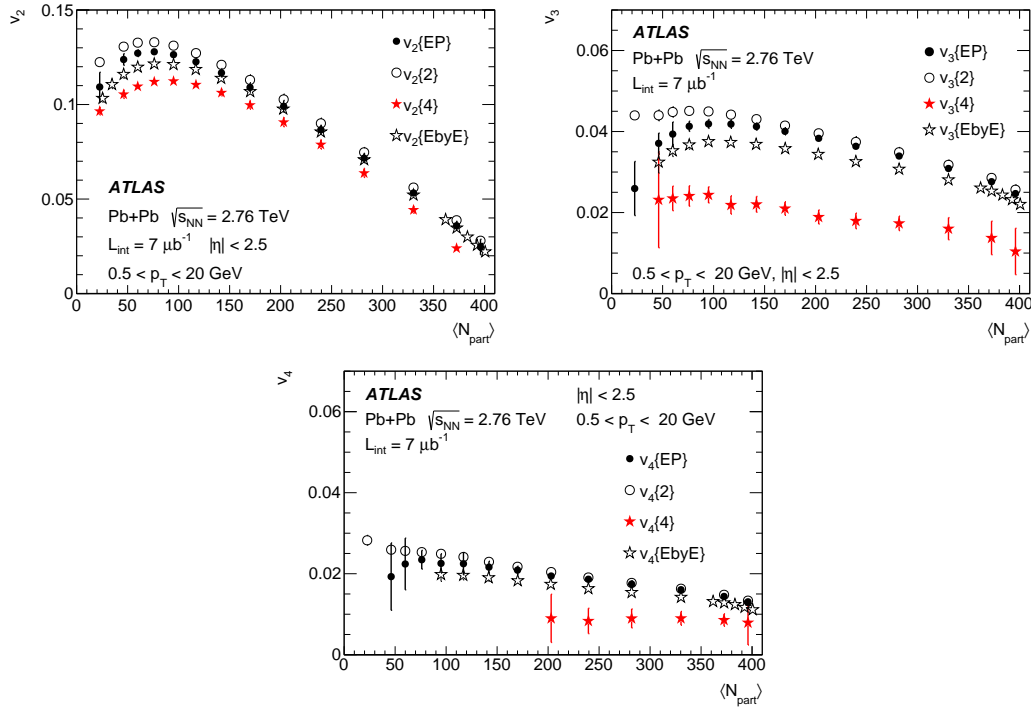 v2
0.15
0.1
0.05
0
ATLAS
Pb+Pb √sNN = 2.76 TeV
Lint = 7 μb-1 |η| < 2.5
0.5 < pT < 20 GeV
v2{EP}
v2{2}
v2{4}
v2{EbyE}
0 50 100 150 200 250 300 350 400
⟨Npart⟩
v3
0.06
0.04
0.02
0
ATLAS
Pb+Pb √sNN = 2.76 TeV
Lint = 7 μb-1
v3{EP}
v3{2}
v3{4}
v3{EbyE}
0.5 < pT < 20 GeV, |η| < 2.5
0 50 100 150 200 250 300 350 400
⟨Npart⟩
v4
0.06
0.04
0.02
0
ATLAS
Pb+Pb √sNN = 2.76 TeV
Lint = 7 μb-1
|η| < 2.5
0.5 < pT < 20 GeV
v4{EP}
v4{2}
v4{4}
v4{EbyE}
0 50 100 150 200 250 300 350 400
⟨Npart⟩